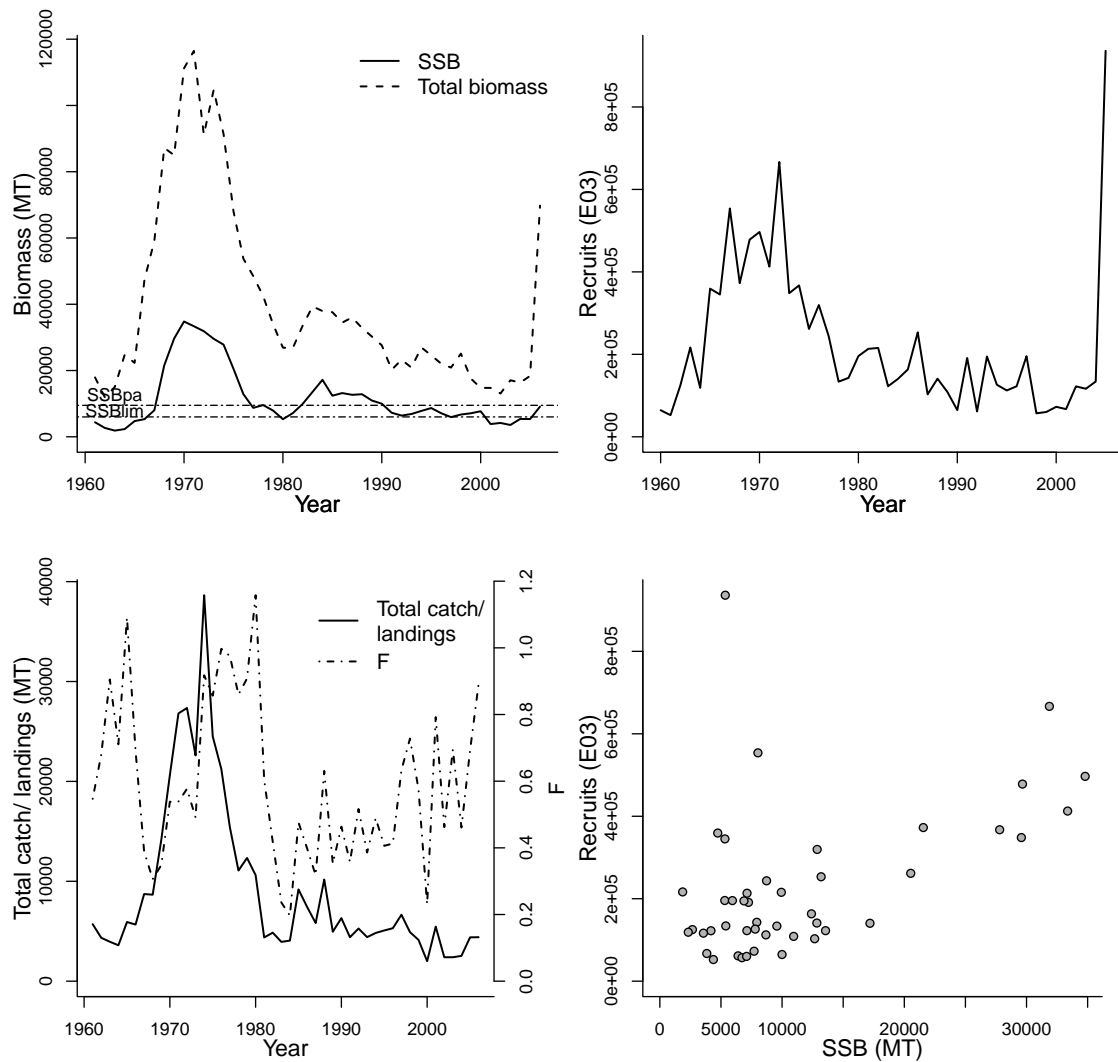 SSB
Total biomass
SSBpa
SSBlim
Biomass (MT)
0
20000
40000
60000
80000
120000
1960
1970
1980
1990
2000
Year
Recruits (E03)
0e+00
2e+05
4e+05
6e+05
8e+05
1960
1970
1980
1990
2000
Year
Total catch/
landings
F
Total catch/ landings (MT)
0
10000
20000
30000
40000
0.0
0.2
0.4
0.6
0.8
1.0
1.2
F
1960
1970
1980
1990
2000
Year
Recruits (E03)
0e+00
2e+05
4e+05
6e+05
8e+05
0
5000
10000
20000
30000
SSB (MT)